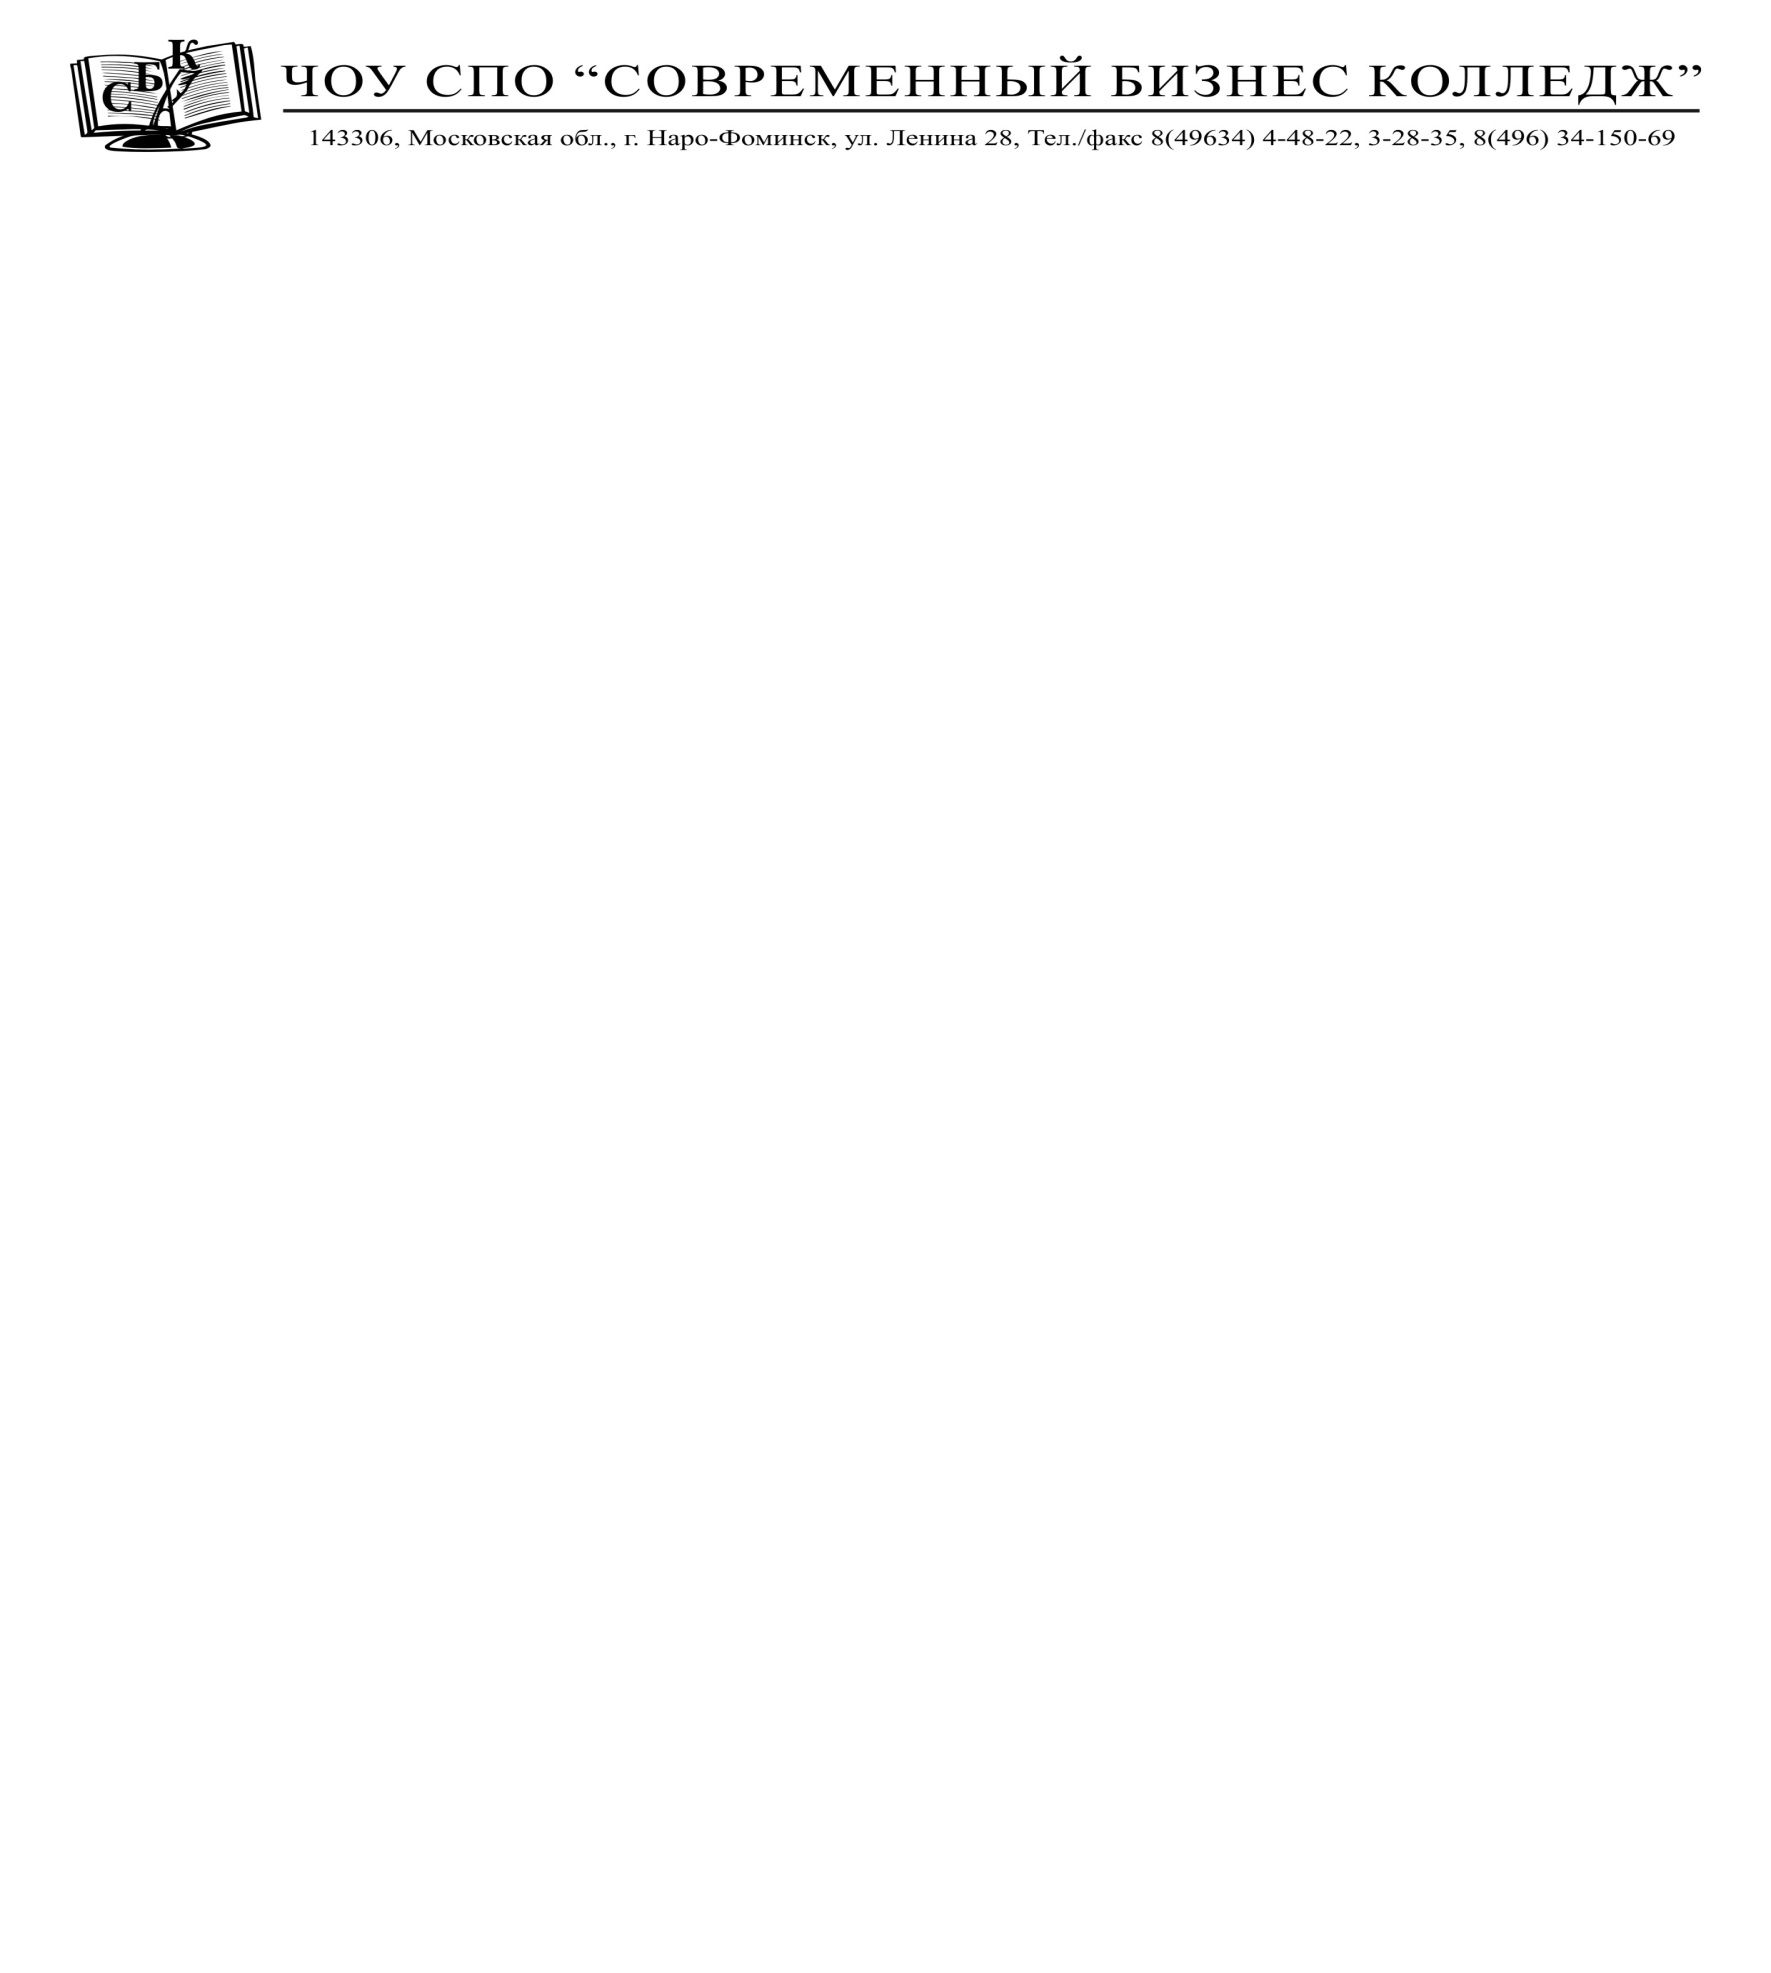 СБК
ЧОУ СПО “СОВРЕМЕННЫЙ БИЗНЕС КОЛЛЕДЖ”
143306, Московская обл., г. Наро-Фоминск, ул. Ленина 28, Тел./факс 8(49634) 4-48-22, 3-28-35, 8(496) 34-150-69